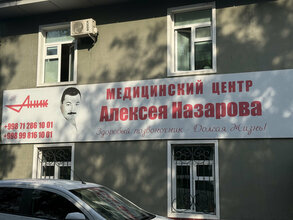 МЕДИЦИНСКИЙ ЦЕНТР
Алексея Назарова
Здоровый позвоночник - Долгая Жизнь!
Аник
+998 71 286 10 01
+998 99 816 10 01